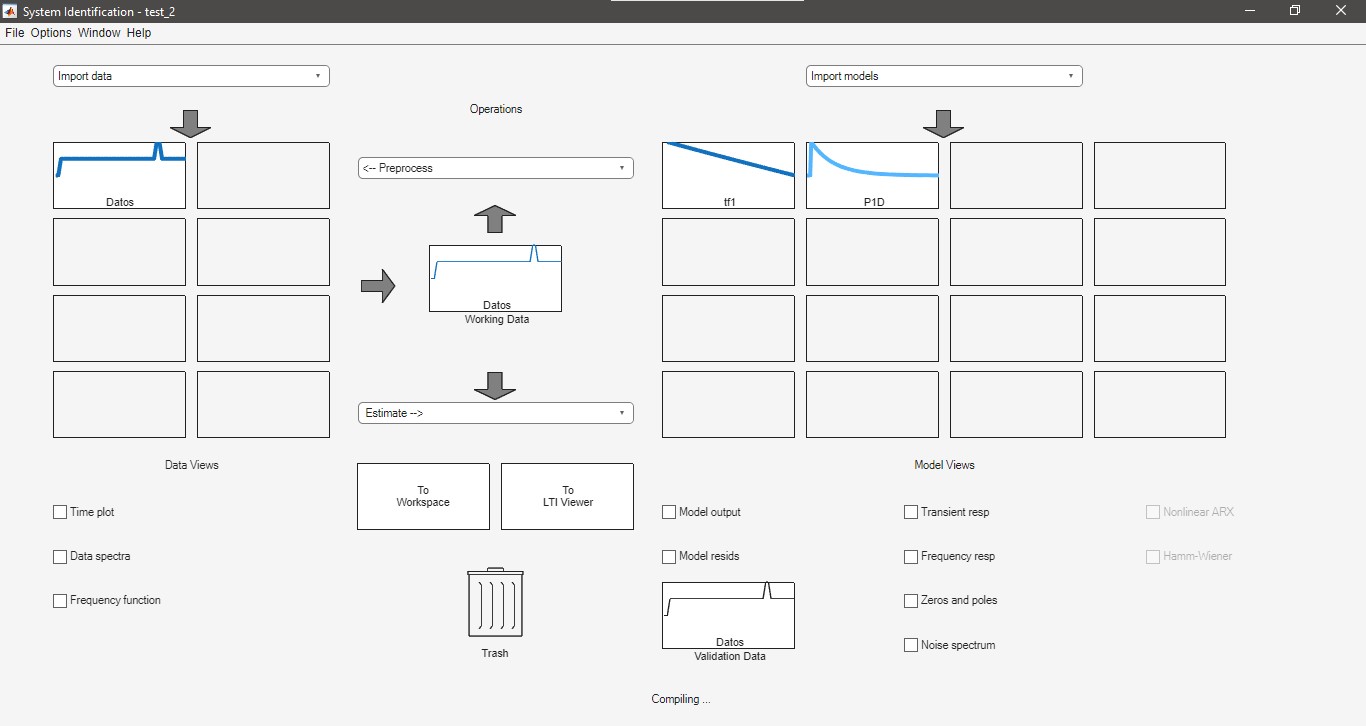 System Identification - test_2
File Options Window Help
Import data
Import models
Operations
<-- Preprocess
Datos
tf1
P1D
Datos
Working Data
Estimate -->
Data Views
Model Views
To
Workspace
To
LTI Viewer
Time plot
Model output
Transient resp
Nonlinear ARX
Data spectra
Model resids
Frequency resp
Hamm-Wiener
Frequency function
Zeros and poles
Datos
Validation Data
Noise spectrum
Trash
Compiling ...